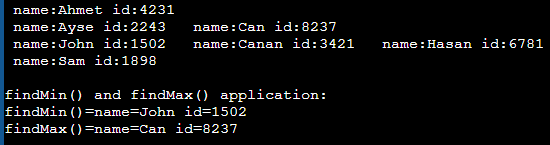 name:Ahmet id:4231
name:Ayse id:2243   name:Can id:8237
name:John id:1502   name:Canan id:3421   name:Hasan id:6781
name:Sam id:1898
findMin() and findMax() application:
findMin()=name=John id=1502
findMax()=name=Can id=8237